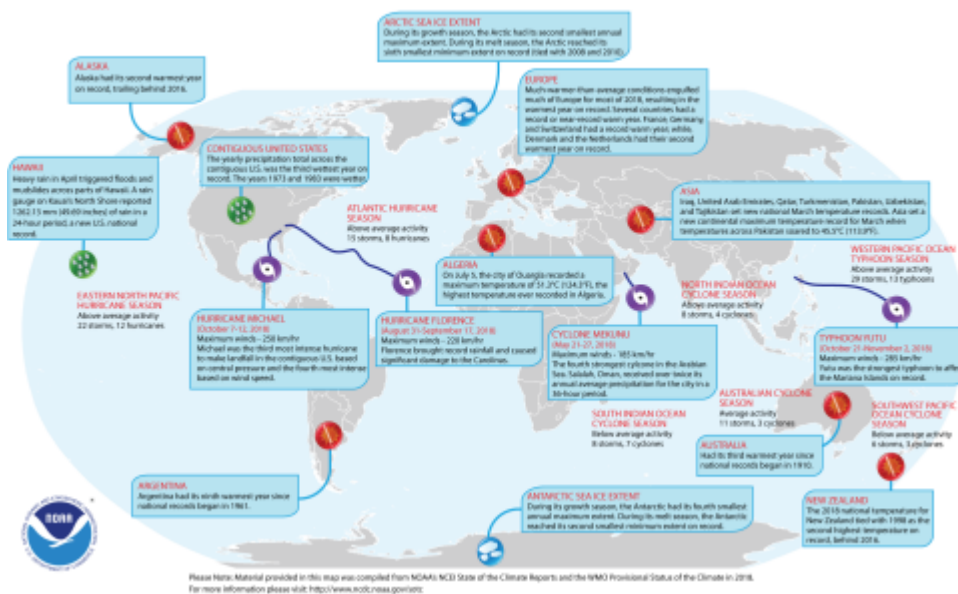 ARCTIC SEA ICE EXTENT
During its growth season, the Arctic had its second smallest annual
maximum extent. During its melt season, the Arctic reached its
sixth smallest minimum extent on record (tied with 2008 and 2010).
ALASKA
Alaska had its second warmest year
on record, trailing behind 2016.
EUROPE
Much-warmer-than-average conditions engulfed
much of Europe for most of 2018, resulting in the
warmest year on record. Several countries had a
record or near-record warm year. France, Germany
and Switzerland had a record warm year, while,
Denmark and the Netherlands had their second
warmest year on record.
CONTIGUOUS UNITED STATES
The yearly precipitation total across the
contiguous U.S. was the third wettest year on
record. The years 1973 and 1983 were wetter.
HAWAII
Heavy rain in April triggered floods and
mudslides across parts of Hawaii. A rain
gauge on Kauai's North Shore reported
1262.13 mm (49.69 inches) of rain in a
24-hour period, a new U.S. national
record.
ASIA
Iraq, United Arab Emirates, Qatar, Turkmenistan, Pakistan, Uzbekistan,
and Tajikistan set new national March temperature records. Asia set a
new continental maximum temperature record for March when
temperatures across Pakistan soared to 45.5°C (113.9°F).
ATLANTIC HURRICANE
SEASON
Above average activity
15 storms, 8 hurricanes
ALGERIA
On July 5, the city of Ouargla recorded a
maximum temperature of 51.3°C (124.3°F), the
highest temperature ever recorded in Algeria.
WESTERN PACIFIC OCEAN
TYPHOON SEASON
Above average activity
29 storms, 13 typhoons
EASTERN NORTH PACIFIC
HURRICANE SEASON
Above average activity
22 storms, 12 hurricanes
NORTH INDIAN OCEAN
CYCLONE SEASON
Above average activity
8 storms, 4 cyclones
HURRICANE MICHAEL
(October 7-12, 2018)
Maximum winds - 250 km/hr
Michael was the third most intense hurricane
to make landfall in the contiguous U.S. based
on central pressure and the fourth most intense
based on wind speed.
HURRICANE FLORENCE
(August 31-September 17, 2018)
Maximum winds - 220 km/hr
Florence brought record rainfall and caused
significant damage to the Carolinas.
CYCLONE MEKUNU
(May 21-27, 2018)
Maximum winds - 185 km/hr
The fourth strongest cylcone in the Arabian
Sea. Salalah, Oman, received over twice its
annual average precipitation for the city in a
36-hour period.
TYPHOON YUTU
(October 21-November 2, 2018)
Maximum winds - 285 km/hr
Yutu was the strongest typhoon to affect
the Mariana Islands on record.
AUSTRALIAN CYCLONE
SEASON
Average activity
11 storms, 3 cyclones
SOUTHWEST PACIFIC
OCEAN CYCLONE
SEASON
Below average activity
6 storms, 3 cyclones
SOUTH INDIAN OCEAN
CYCLONE SEASON
Below average activity
8 storms, 7 cyclones
AUSTRALIA
Had its third warmest year since
national records began in 1910.
ARGENTINA
Argentina had its ninth warmest year since
national records began in 1961.
ANTARCTIC SEA ICE EXTENT
During its growth season, the Antarctic had its fourth smallest
annual maximum extent. During its melt season, the Antarctic
reached its second smallest minimum extent on record.
NEW ZEALAND
The 2018 national temperature for
New Zealand tied with 1998 as the
second highest temperature on
record, behind 2016.
NOAA
Please Note: Material provided in this map was compiled from NOAA's NCEI State of the Climate Reports and the WMO Provisional Status of the Climate in 2018.
For more information please visit: http://www.ncdc.noaa.gov/sotc